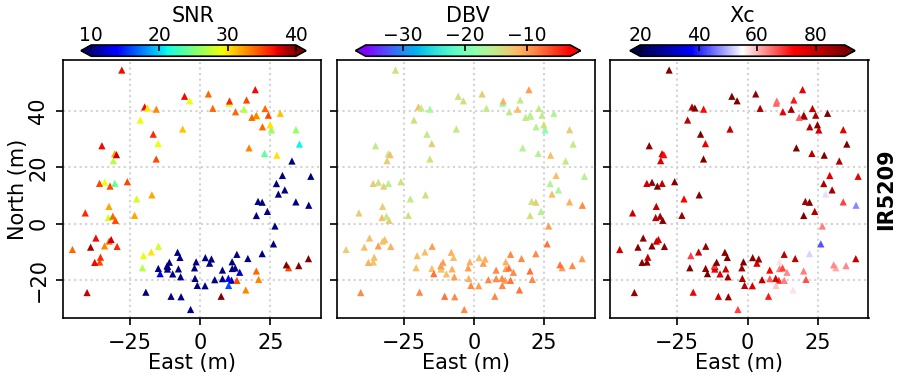 SNR DBV Xc
10 20 30 40 −30 −20 −10 20 40 60 80
40
20
0
−20
North (m)
IR5209
−25 0 25 −25 0 25 −25 0 25
East (m) East (m) East (m)